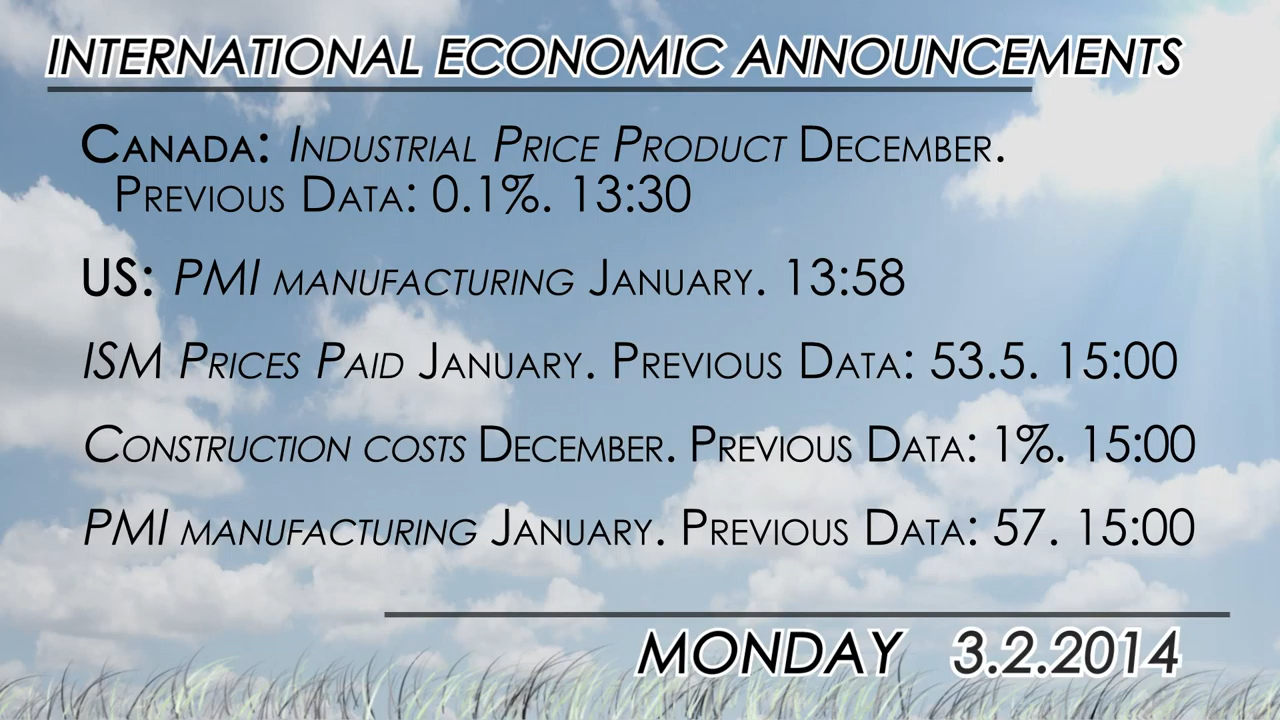 INTERNATIONAL ECONOMIC ANNOUNCEMENTS
CANADA: INDUSTRIAL PRICE PRODUCT DECEMBER.
PREVIOUS DATA: 0.1%. 13:30
US: PMI MANUFACTURING JANUARY. 13:58
ISM PRICES PAID JANUARY. PREVIOUS DATA: 53.5. 15:00
CONSTRUCTION COSTS DECEMBER. PREVIOUS DATA: 1%. 15:00
PMI MANUFACTURING JANUARY. PREVIOUS DATA: 57. 15:00
MONDAY 3.2.2014